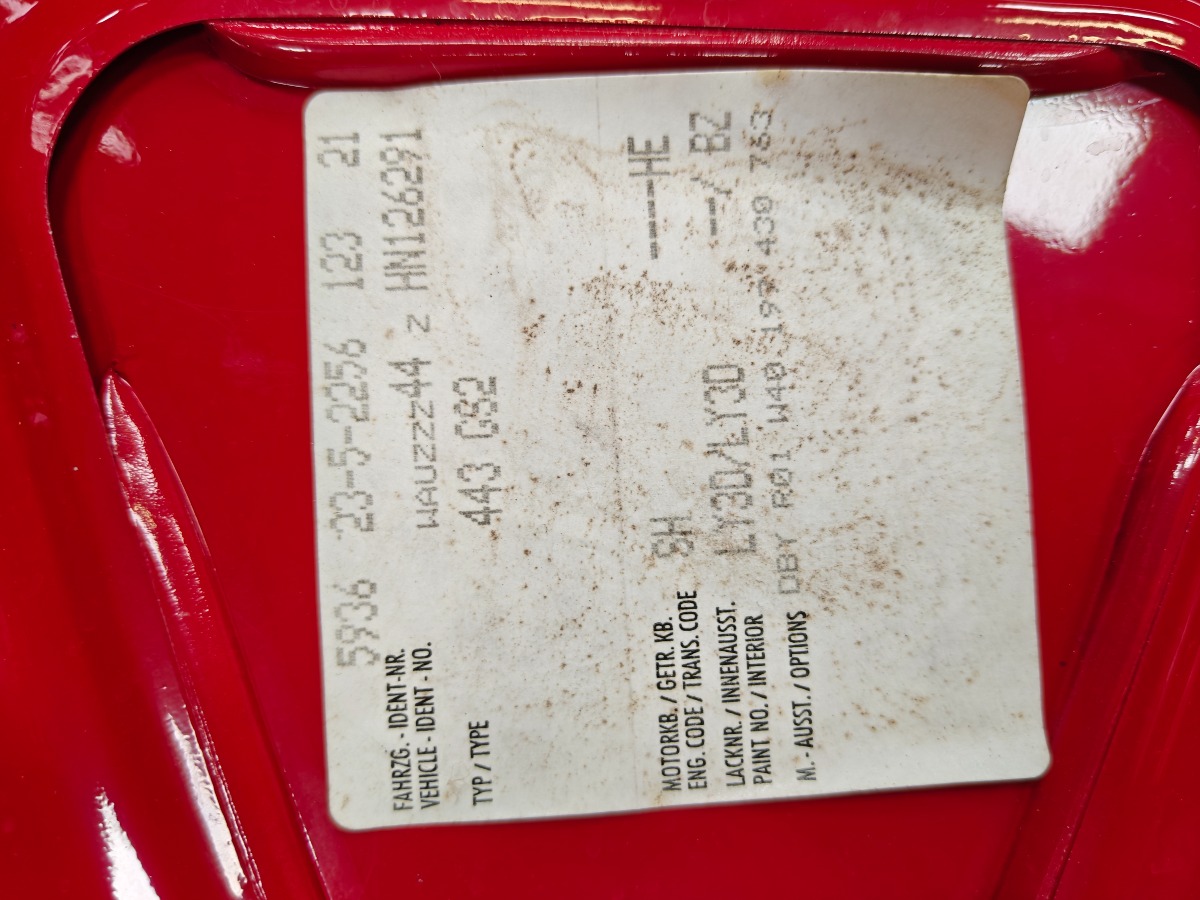 5936 23-5-2256 123 21
FAHRZG. - IDENT-NR.
VEHICLE - IDENT - NO. WAUZZZ44 Z HN126291
TYP / TYPE 443 G52
MOTORKB. / GETR. KB.
ENG. CODE / TRANS. CODE SH ----HE
LACKNR. / INNENAUSST.
PAINT NO. / INTERIOR LY3D/LY3D --/ BZ
M. - AUSST. / OPTIONS DBY R01 W40 430 763